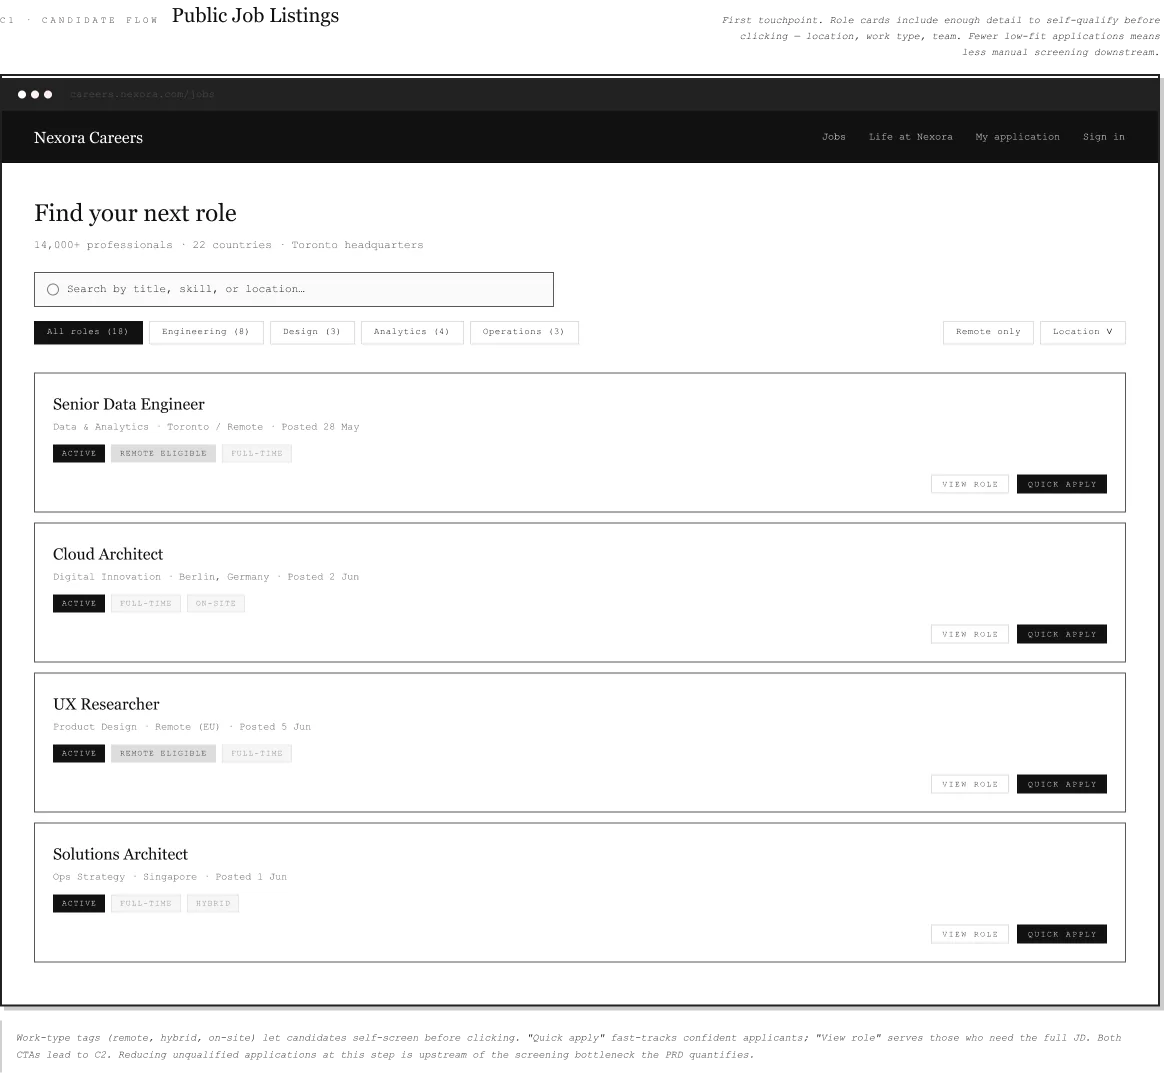 C1 · CANDIDATE FLOW Public Job Listings
First touchpoint. Role cards include enough detail to self-qualify before
clicking — location, work type, team. Fewer low-fit applications means
less manual screening downstream.
careers.nexora.com/jobs
Nexora Careers Jobs Life at Nexora My application Sign in
Find your next role
14,000+ professionals · 22 countries · Toronto headquarters
Search by title, skill, or location…
All roles (18) Engineering (8) Design (3) Analytics (4) Operations (3) Remote only Location V
Senior Data Engineer
Data & Analytics · Toronto / Remote · Posted 28 May
ACTIVE REMOTE ELIGIBLE FULL-TIME
VIEW ROLE QUICK APPLY
Cloud Architect
Digital Innovation · Berlin, Germany · Posted 2 Jun
ACTIVE FULL-TIME ON-SITE
VIEW ROLE QUICK APPLY
UX Researcher
Product Design · Remote (EU) · Posted 5 Jun
ACTIVE REMOTE ELIGIBLE FULL-TIME
VIEW ROLE QUICK APPLY
Solutions Architect
Ops Strategy · Singapore · Posted 1 Jun
ACTIVE FULL-TIME HYBRID
VIEW ROLE QUICK APPLY
Work-type tags (remote, hybrid, on-site) let candidates self-screen before clicking. "Quick apply" fast-tracks confident applicants; "View role" serves those who need the full JD. Both
CTAs lead to C2. Reducing unqualified applications at this step is upstream of the screening bottleneck the PRD quantifies.